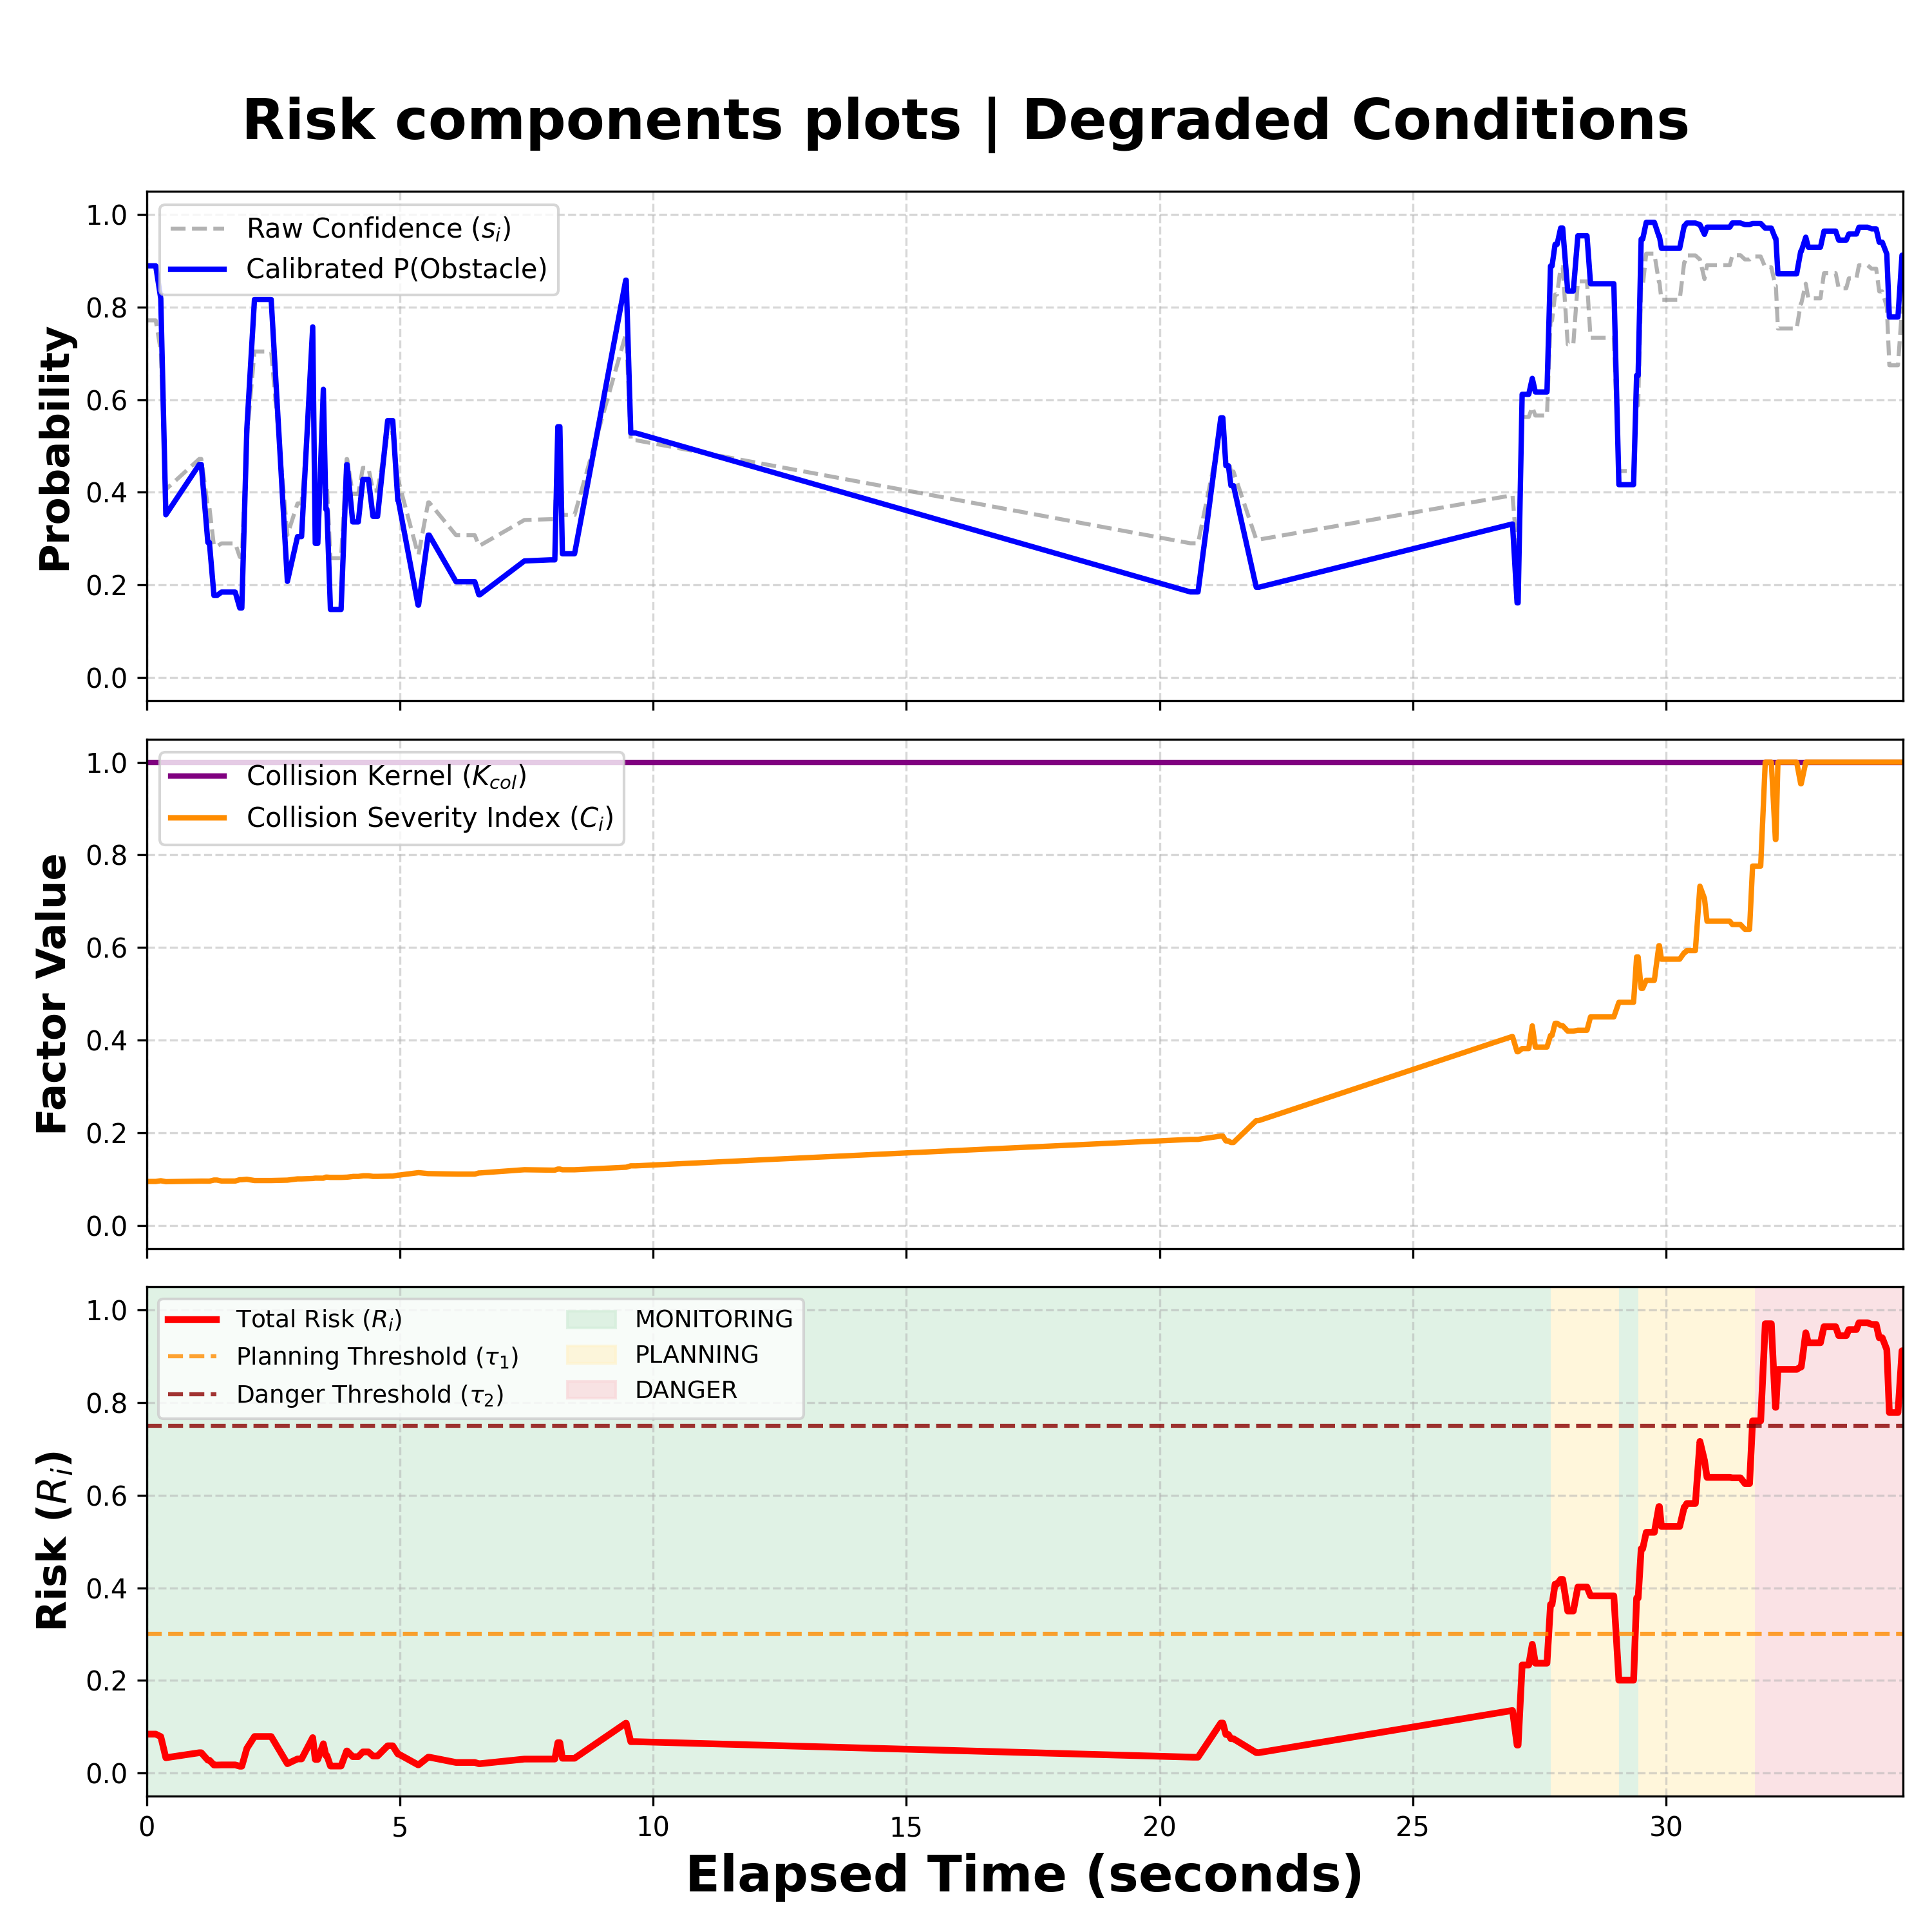 Risk components plots | Degraded Conditions
Raw Confidence (sᵢ)
Calibrated P(Obstacle)
Probability
1.0
0.8
0.6
0.4
0.2
0.0
Collision Kernel (K_col)
Collision Severity Index (Cᵢ)
Factor Value
1.0
0.8
0.6
0.4
0.2
0.0
Total Risk (Rᵢ)
Planning Threshold (τ₁)
Danger Threshold (τ₂)
MONITORING
PLANNING
DANGER
Risk (Rᵢ)
1.0
0.8
0.6
0.4
0.2
0.0
0 5 10 15 20 25 30
Elapsed Time (seconds)